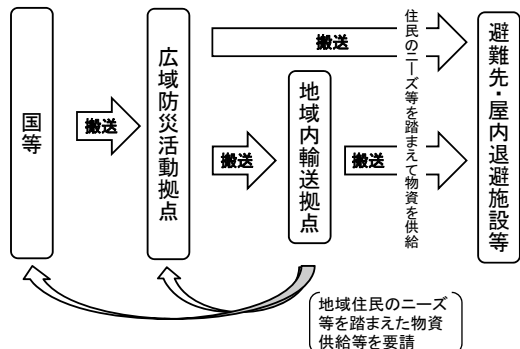 国等
搬送
広域防災活動拠点
搬送
搬送
地域内輸送拠点
搬送
住民のニーズ等を踏まえて物資を供給
避難先・屋内退避施設等
地域住民のニーズ
等を踏まえた物資
供給等を要請